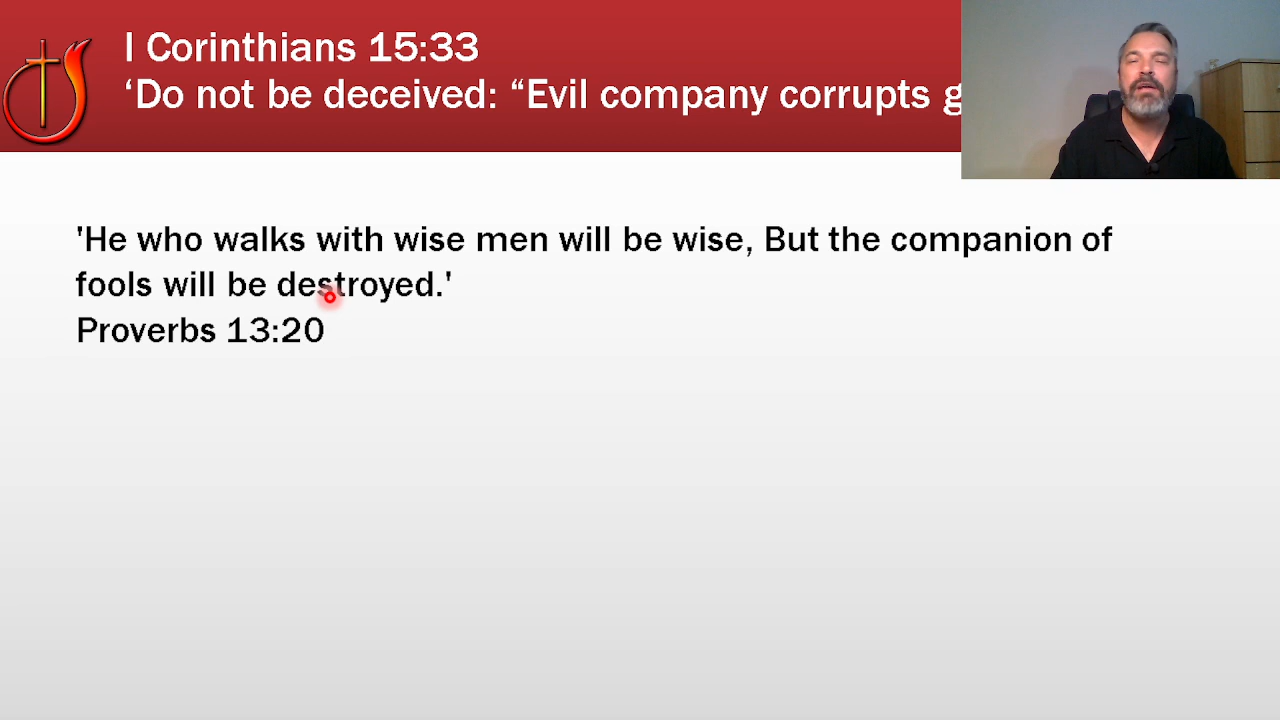 I Corinthians 15:33
‘Do not be deceived: “Evil company corrupts
'He who walks with wise men will be wise, But the companion of
fools will be destroyed.'
Proverbs 13:20